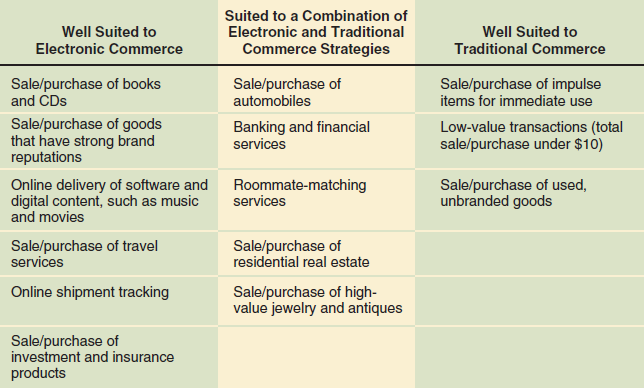 Well Suited to
Electronic Commerce
Suited to a Combination of
Electronic and Traditional
Commerce Strategies
Well Suited to
Traditional Commerce
Sale/purchase of books
and CDs
Sale/purchase of
automobiles
Sale/purchase of impulse
items for immediate use
Sale/purchase of goods
that have strong brand
reputations
Banking and financial
services
Low-value transactions (total
sale/purchase under $10)
Online delivery of software and
digital content, such as music
and movies
Roommate-matching
services
Sale/purchase of used,
unbranded goods
Sale/purchase of travel
services
Sale/purchase of
residential real estate
Online shipment tracking
Sale/purchase of high-
value jewelry and antiques
Sale/purchase of
investment and insurance
products